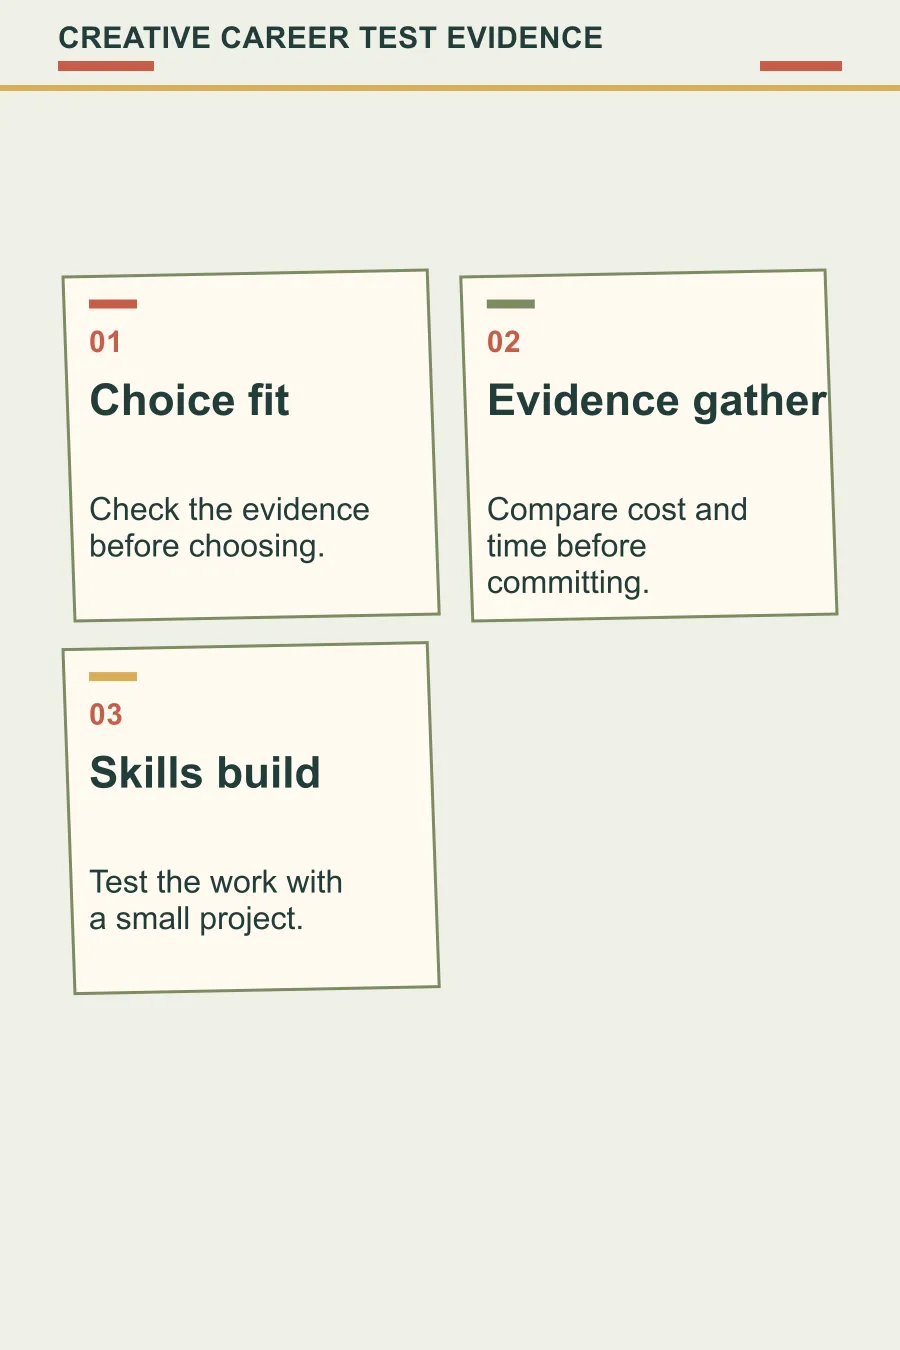 CREATIVE CAREER TEST EVIDENCE
01
Choice fit
Check the evidence
before choosing.
02
Evidence gather
Compare cost and
time before
committing.
03
Skills build
Test the work with
a small project.